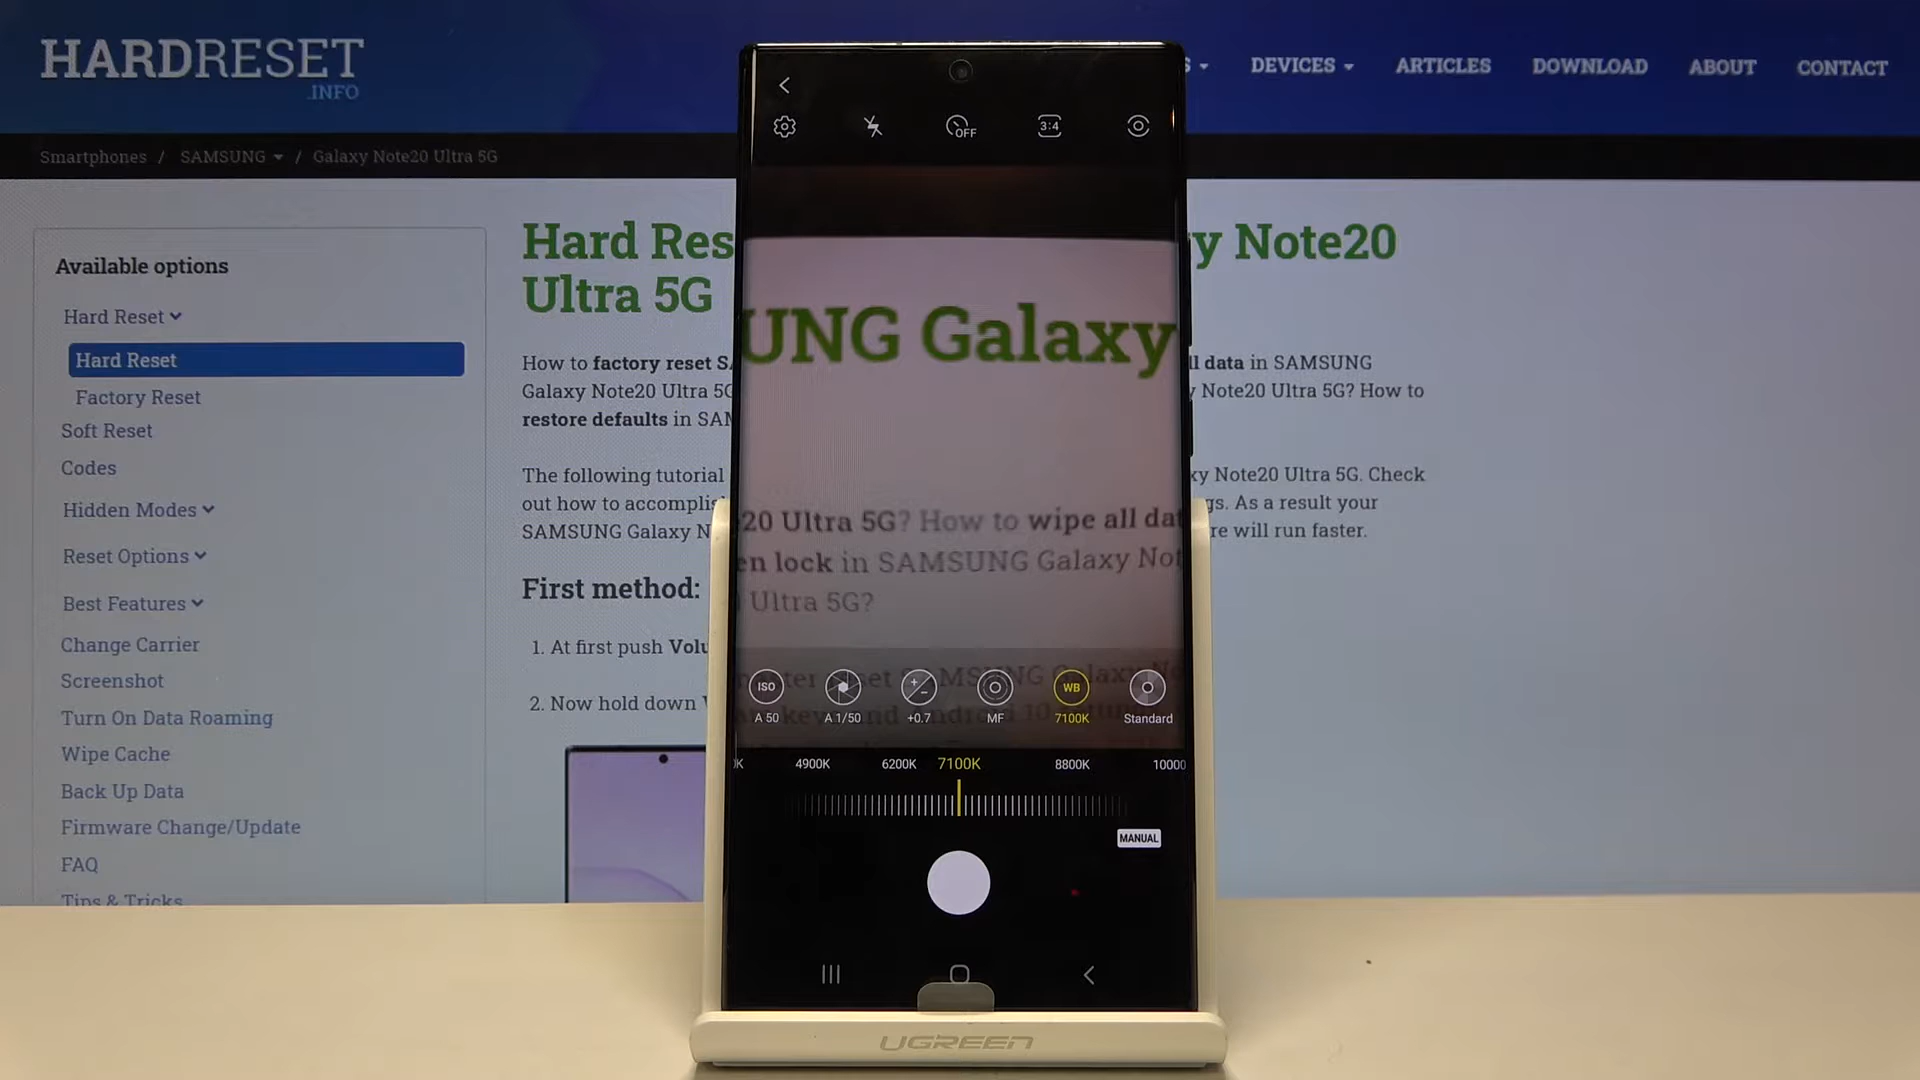 HARDRESET
.INFO
DEVICES
ARTICLES
DOWNLOAD
ABOUT
CONTACT
Smartphones / SAMSUNG / Galaxy Note20 Ultra 5G
Available options
Hard Reset
Hard Reset
Factory Reset
Soft Reset
Codes
Hidden Modes
Reset Options
Best Features
Change Carrier
Screenshot
Turn On Data Roaming
Wipe Cache
Back Up Data
Firmware Change/Update
FAQ
Tips & Tricks
Hard Res y Note20
Ultra 5G
How to factory reset SA ll data in SAMSUNG
Galaxy Note20 Ultra 5G y Note20 Ultra 5G? How to
restore defaults in SAM
The following tutorial xy Note20 Ultra 5G. Check
out how to accomplis gs. As a result your
SAMSUNG Galaxy N re will run faster.
First method:
1. At first push Volu
2. Now hold down
OFF
3:4
UNG Galaxy
20 Ultra 5G? How to wipe all dat
en lock in SAMSUNG Galaxy Not
Ultra 5G?
ISO
A 50
A 1/50
+0.7
MF
WB
7100K
Standard
K 4900K 6200K 7100K 8800K 10000
MANUAL
UGREEN